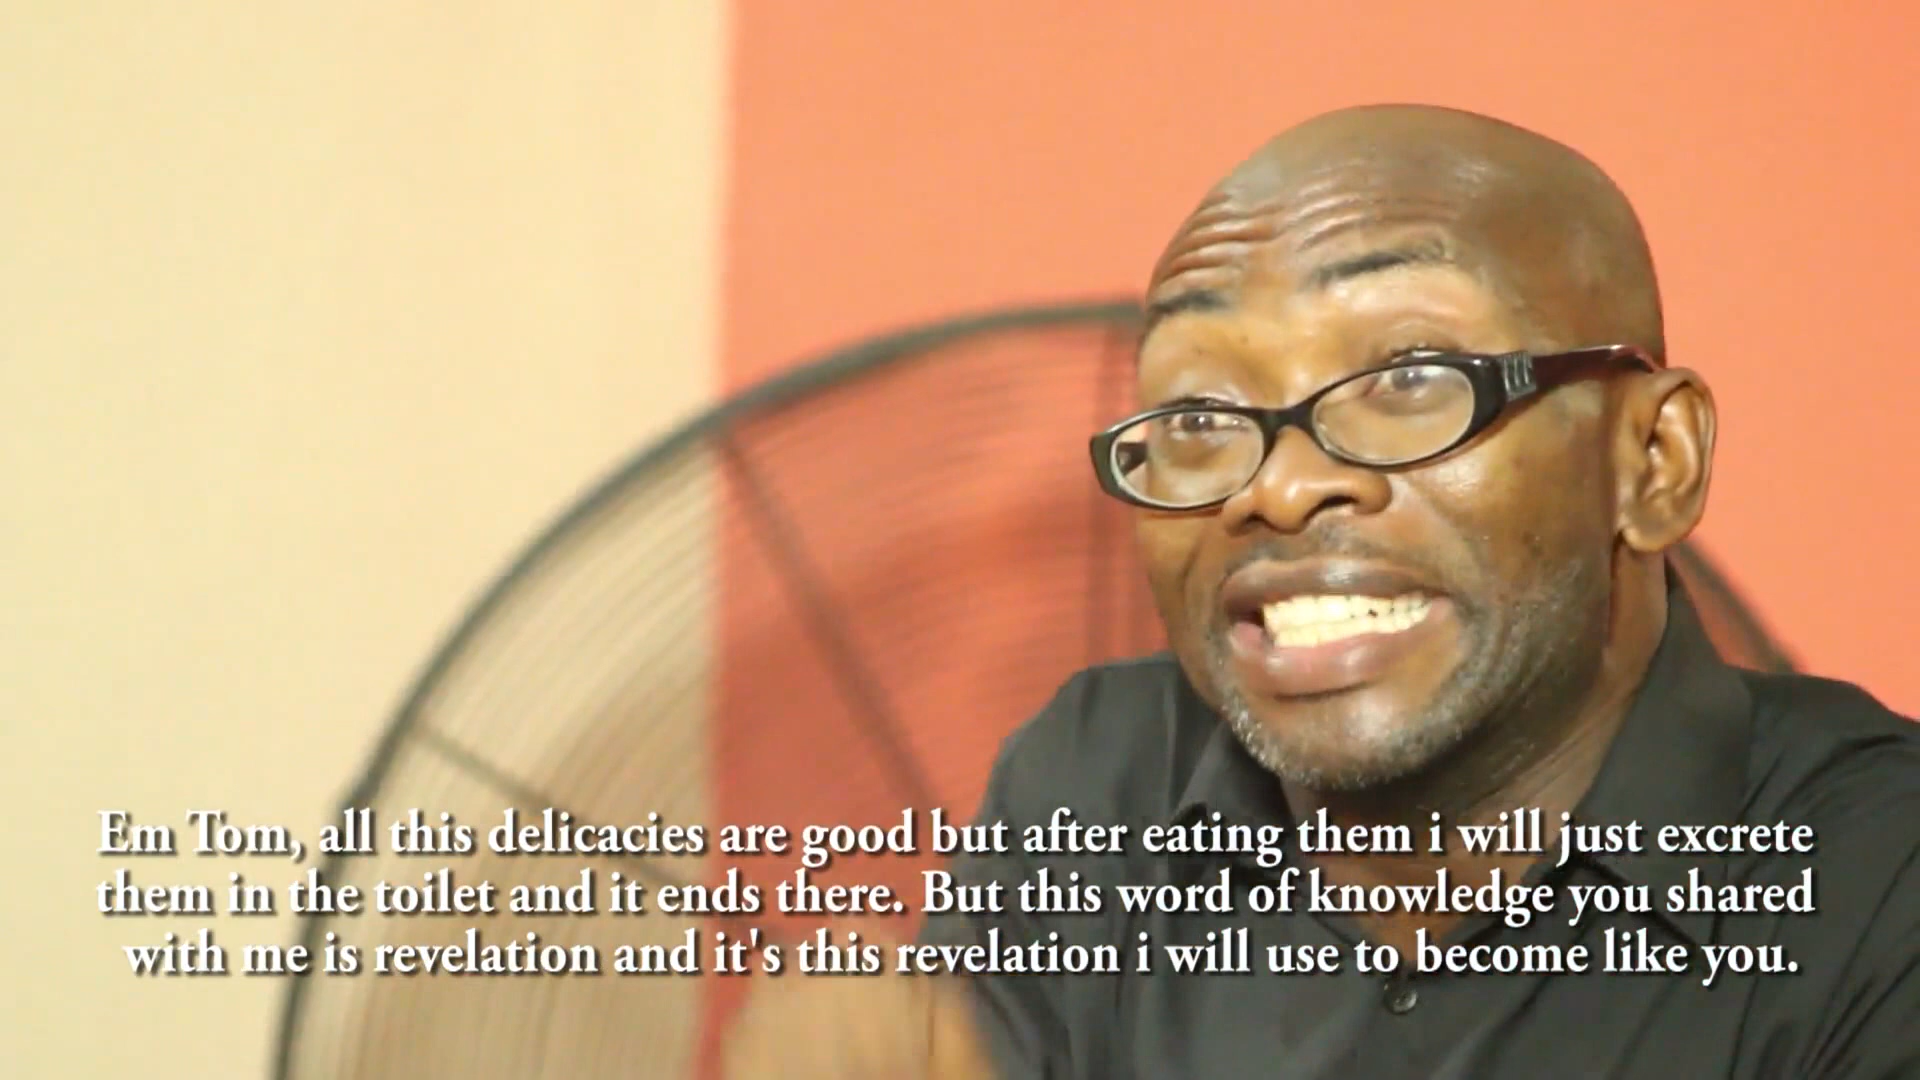 Em Tom, all this delicacies are good but after eating them i will just excrete
them in the toilet and it ends there. But this word of knowledge you shared
with me is revelation and it's this revelation i will use to become like you.